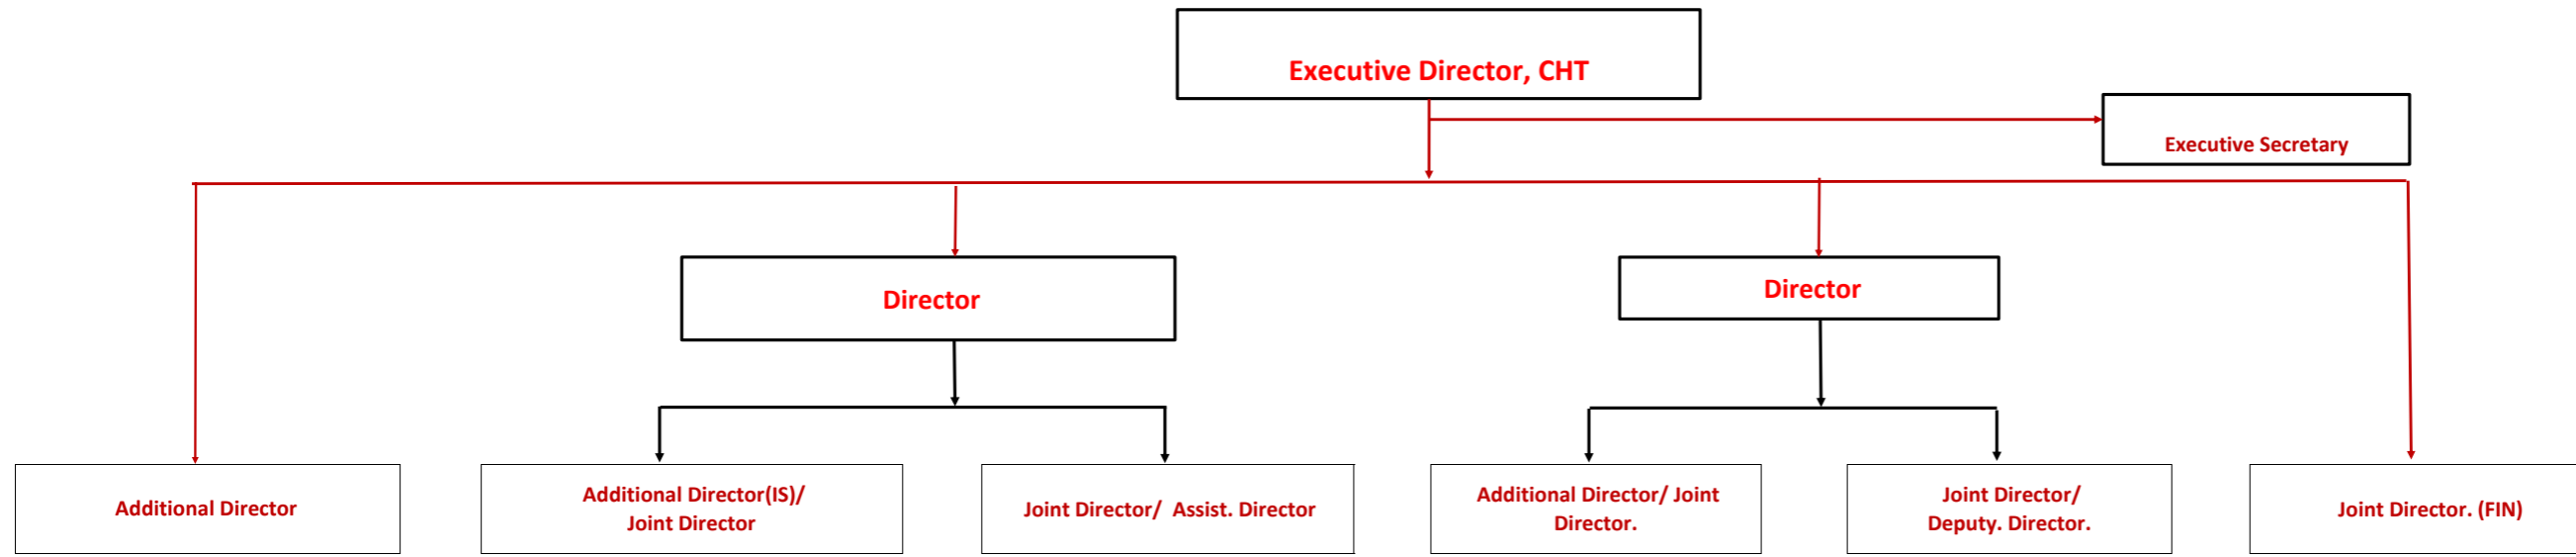 Executive Director, CHT
Executive Secretary
Director
Director
Additional Director
Additional Director(IS)/
Joint Director
Joint Director/ Assist. Director
Additional Director/ Joint
Director.
Joint Director/
Deputy. Director.
Joint Director. (FIN)